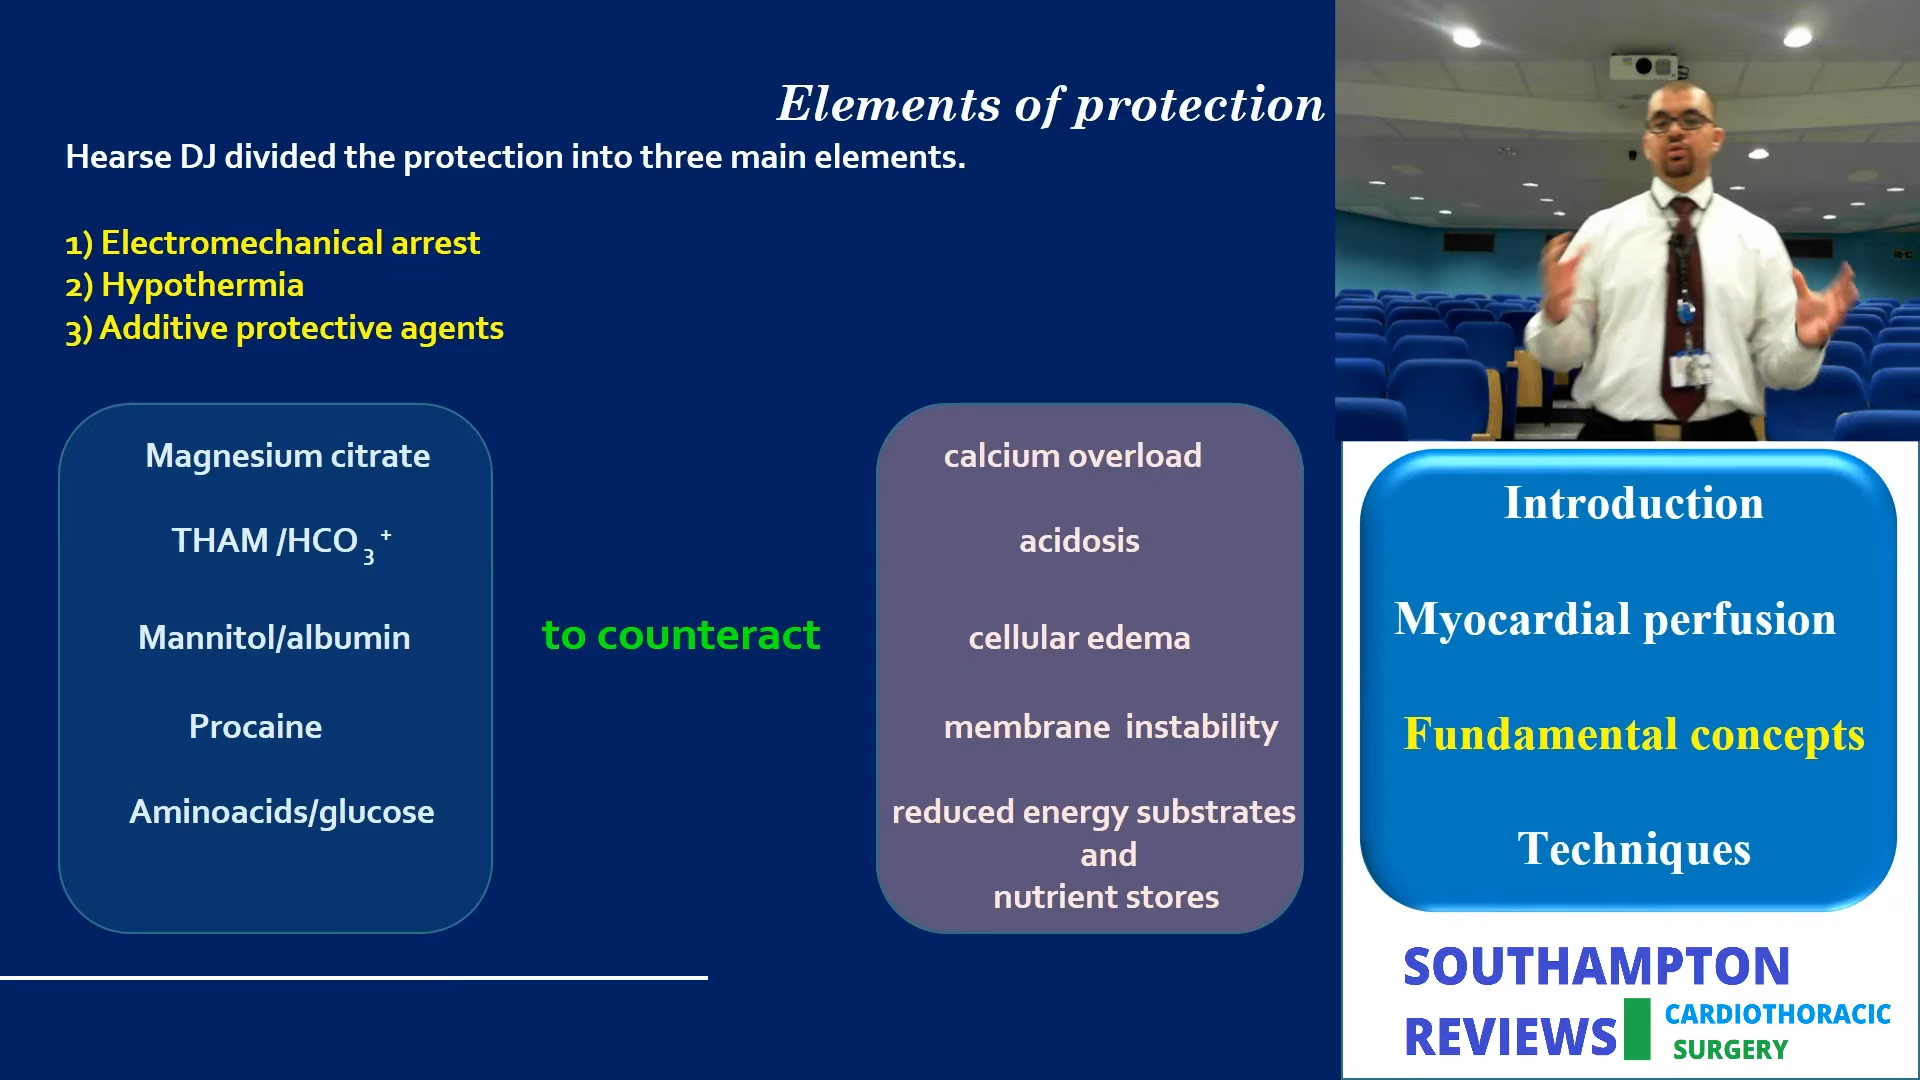 Elements of protection
Hearse DJ divided the protection into three main elements.
1) Electromechanical arrest
2) Hypothermia
3) Additive protective agents
Magnesium citrate
THAM /HCO 3 +
Mannitol/albumin
Procaine
Aminoacids/glucose
to counteract
calcium overload
acidosis
cellular edema
membrane instability
reduced energy substrates
and
nutrient stores
Introduction
Myocardial perfusion
Fundamental concepts
Techniques
SOUTHAMPTON
REVIEWS
CARDIOTHORACIC
SURGERY